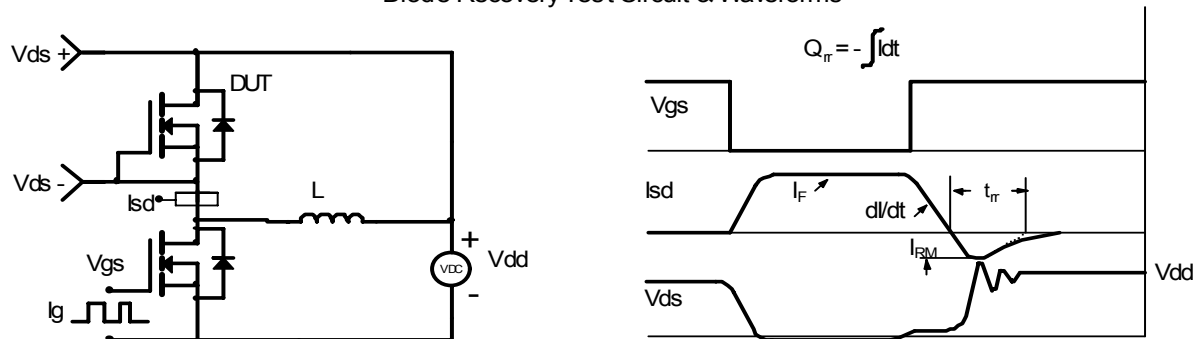 Diode Recovery Test Circuit & Waveforms
Vds +
DUT
Vds -
Isd
L
Vgs
Ig
VDC
+
-
Vdd
Qrr = - ∫ Idt
Vgs
Isd
IF
dI/dt
trr
IRM
Vds
Vdd